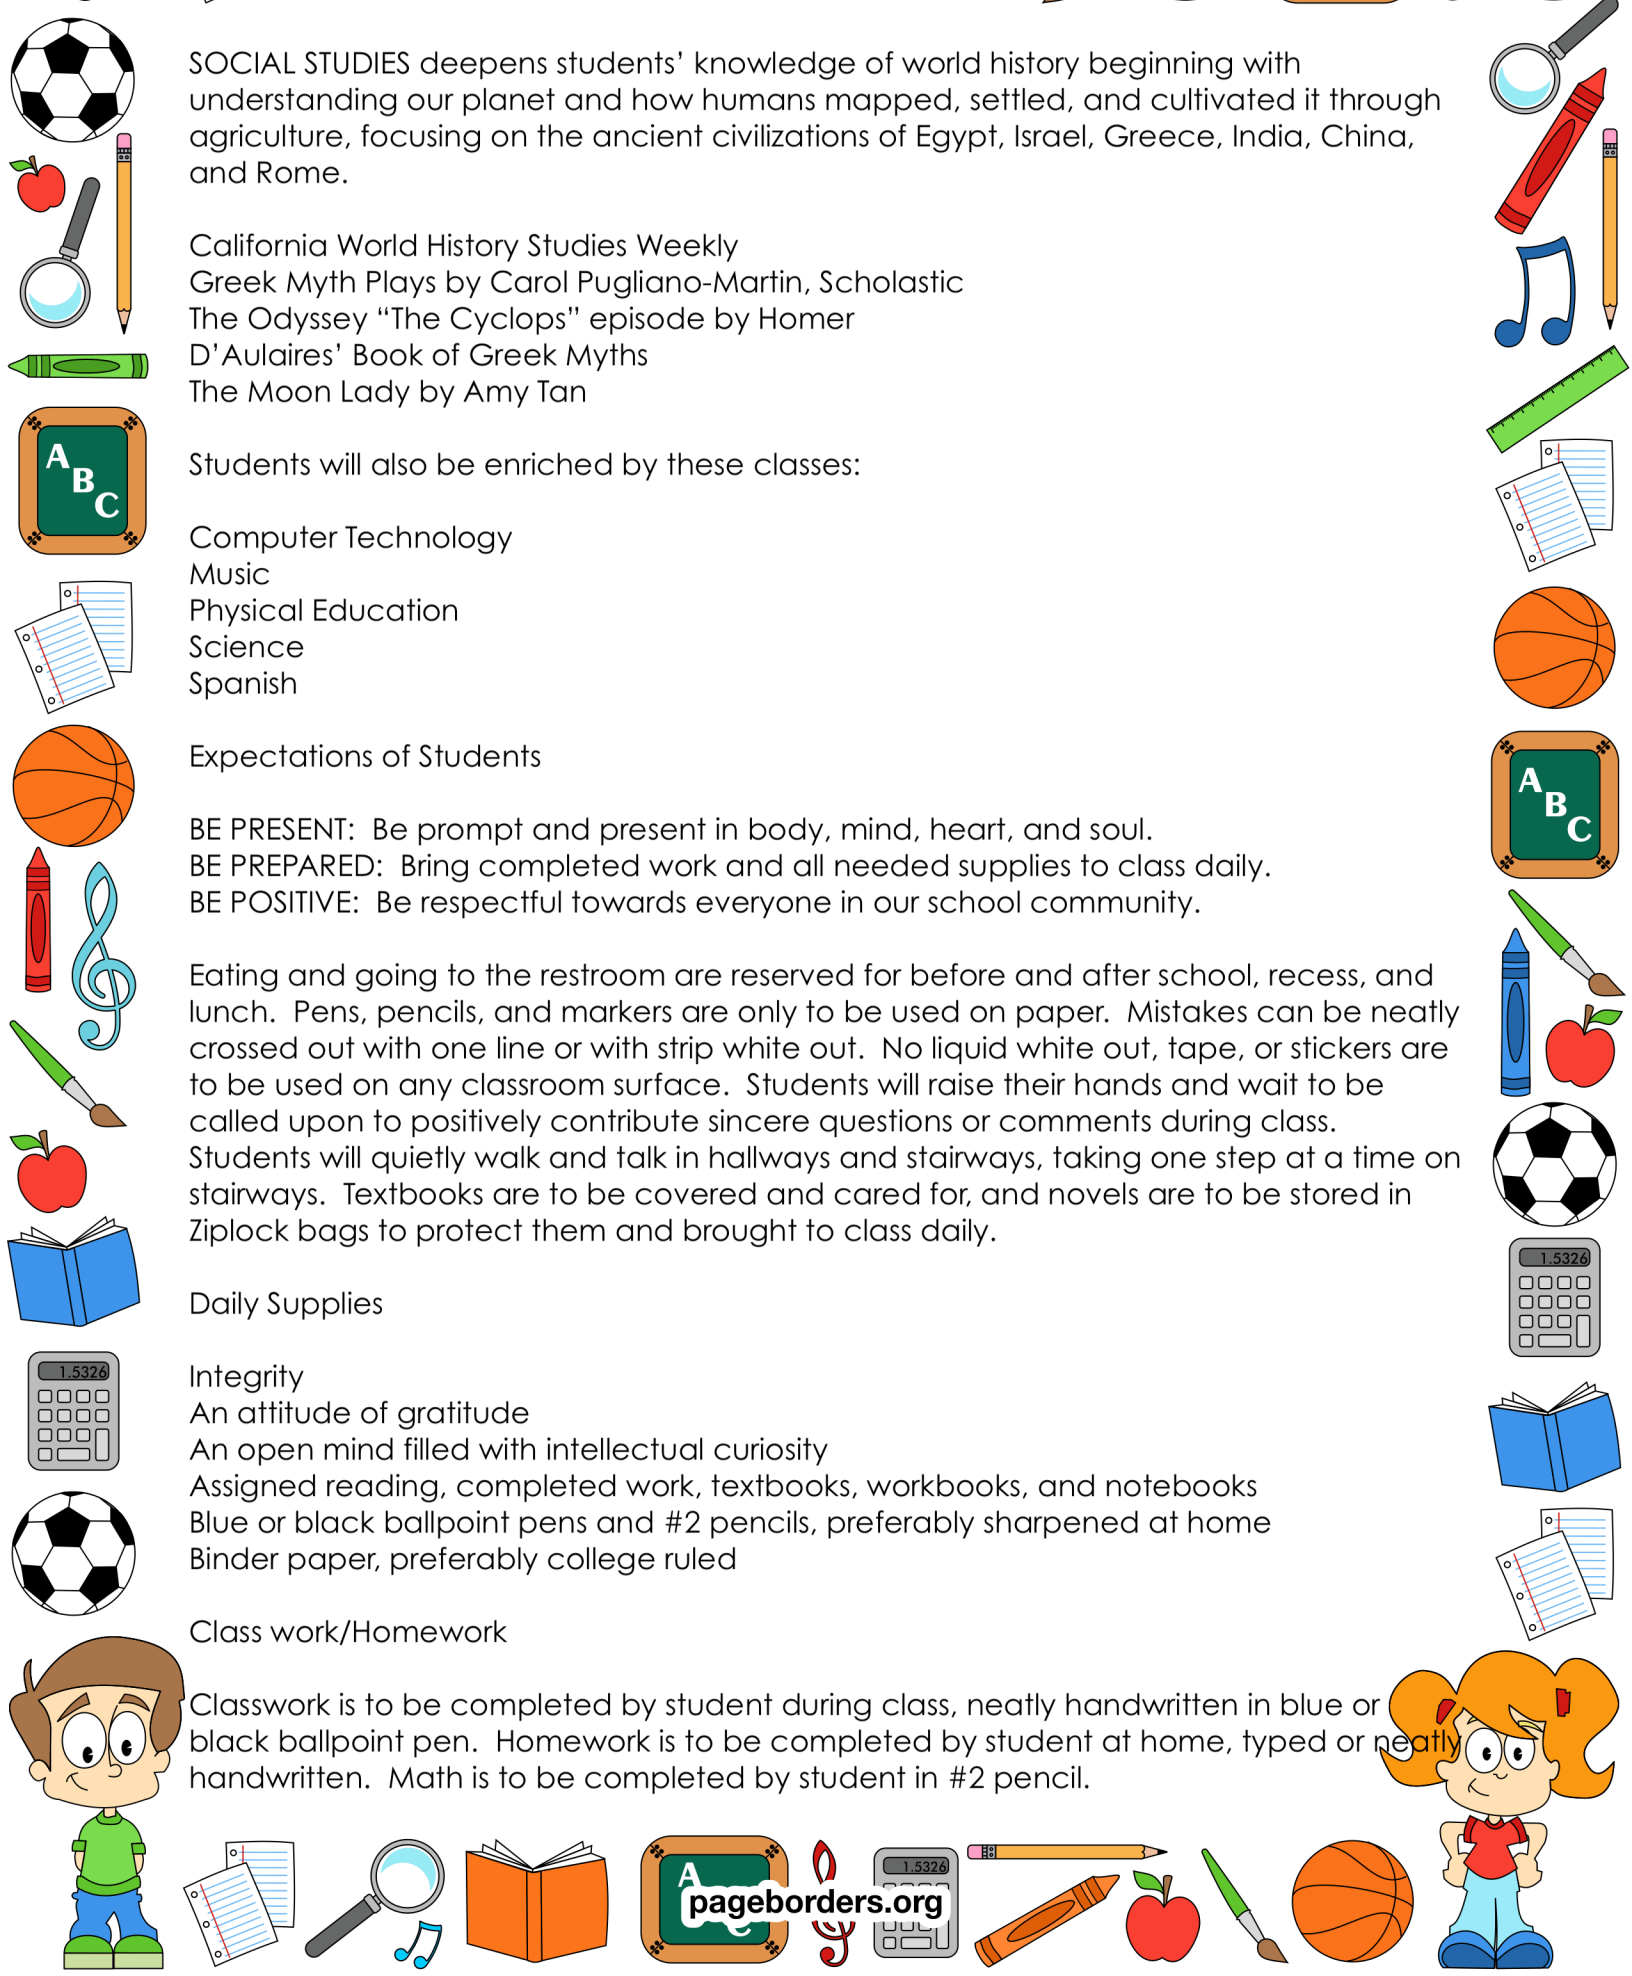 SOCIAL STUDIES deepens students’ knowledge of world history beginning with
understanding our planet and how humans mapped, settled, and cultivated it through
agriculture, focusing on the ancient civilizations of Egypt, Israel, Greece, India, China,
and Rome.
California World History Studies Weekly
Greek Myth Plays by Carol Pugliano-Martin, Scholastic
The Odyssey “The Cyclops” episode by Homer
D’Aulaires’ Book of Greek Myths
The Moon Lady by Amy Tan
A
B
C
Students will also be enriched by these classes:
Computer Technology
Music
Physical Education
Science
Spanish
Expectations of Students
A
B
C
BE PRESENT:  Be prompt and present in body, mind, heart, and soul.
BE PREPARED:  Bring completed work and all needed supplies to class daily.
BE POSITIVE:  Be respectful towards everyone in our school community.
Eating and going to the restroom are reserved for before and after school, recess, and
lunch.  Pens, pencils, and markers are only to be used on paper.  Mistakes can be neatly
crossed out with one line or with strip white out.  No liquid white out, tape, or stickers are
to be used on any classroom surface.  Students will raise their hands and wait to be
called upon to positively contribute sincere questions or comments during class.
Students will quietly walk and talk in hallways and stairways, taking one step at a time on
stairways.  Textbooks are to be covered and cared for, and novels are to be stored in
Ziplock bags to protect them and brought to class daily.
1.5326
Daily Supplies
1.5326
Integrity
An attitude of gratitude
An open mind filled with intellectual curiosity
Assigned reading, completed work, textbooks, workbooks, and notebooks
Blue or black ballpoint pens and #2 pencils, preferably sharpened at home
Binder paper, preferably college ruled
Class work/Homework
Classwork is to be completed by student during class, neatly handwritten in blue or
black ballpoint pen.  Homework is to be completed by student at home, typed or neatly
handwritten.  Math is to be completed by student in #2 pencil.
1.5326
A
C
pageborders.org